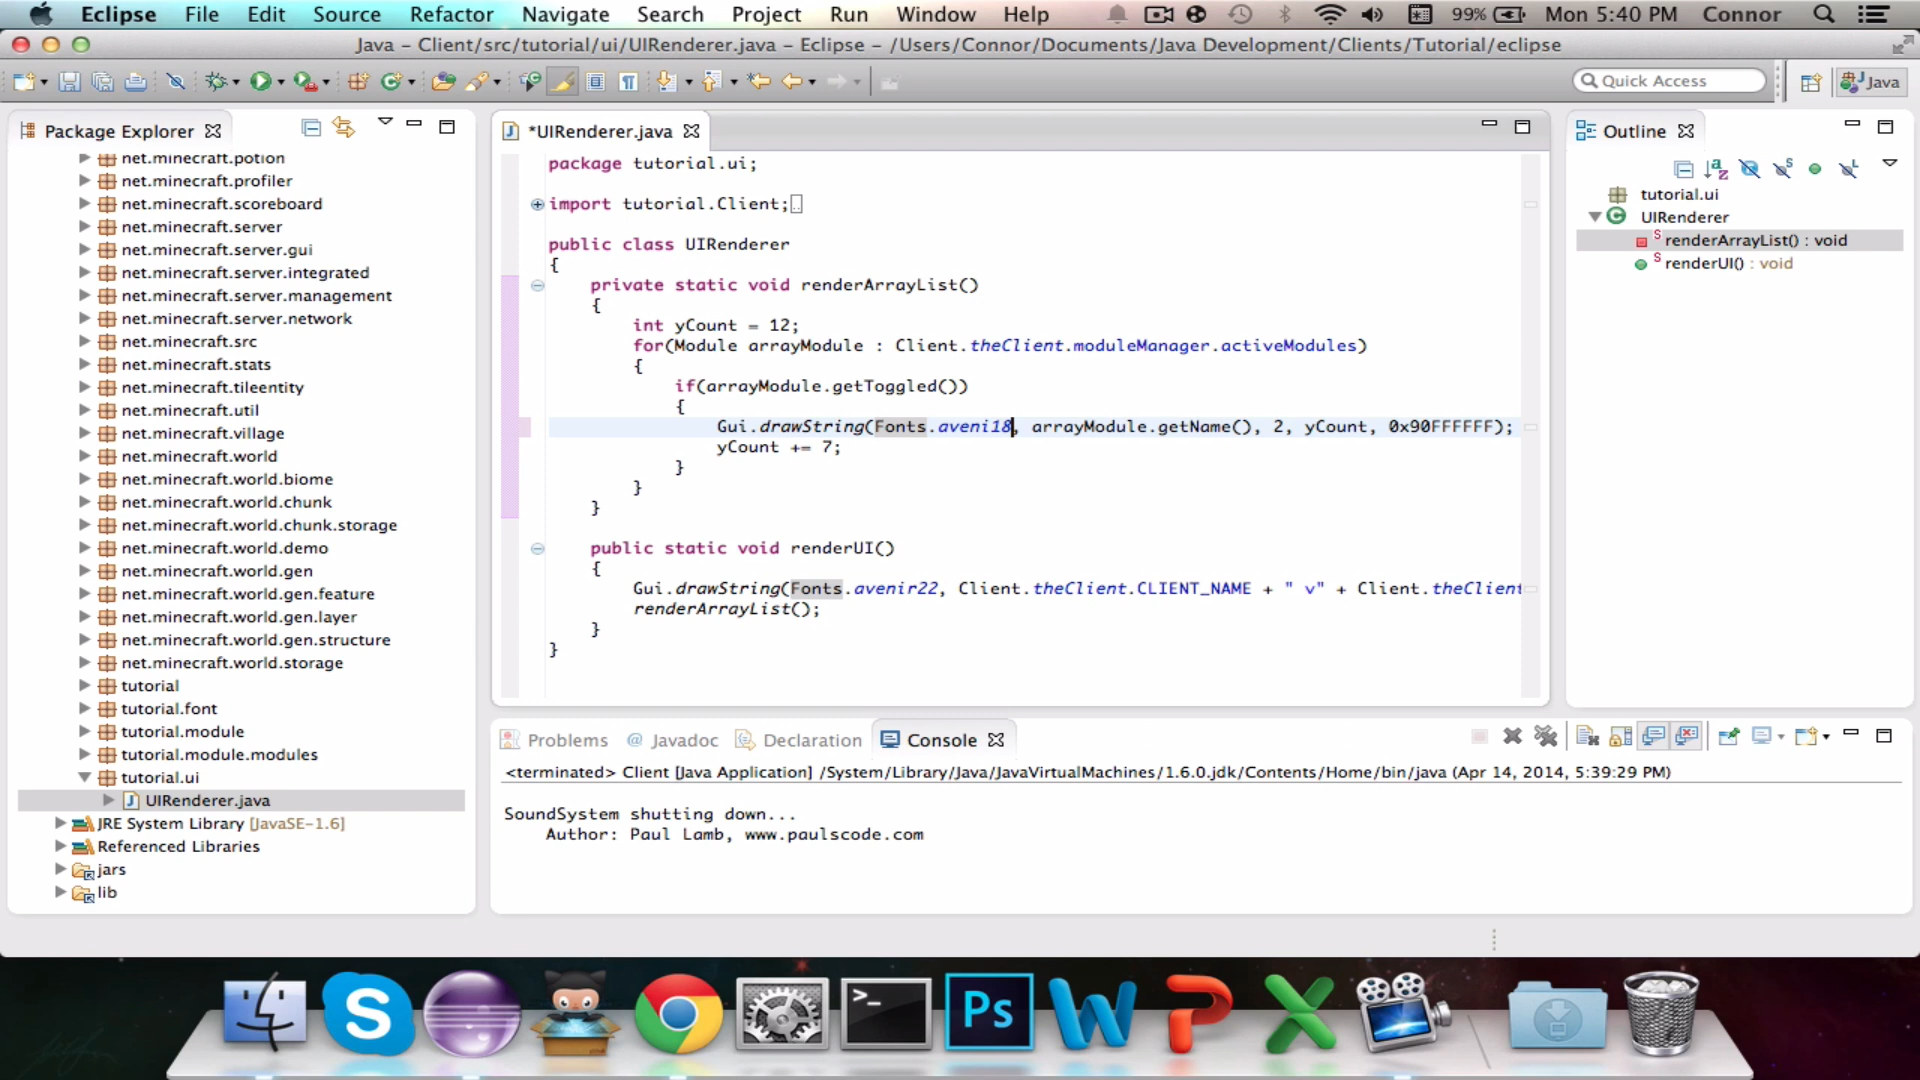 Eclipse File Edit Source Refactor Navigate Search Project Run Window Help 99% Mon 5:40 PM Connor
Java – Client/src/tutorial/ui/UIRenderer.java – Eclipse – /Users/Connor/Documents/Java Development/Clients/Tutorial/eclipse
Quick Access
Java
Package Explorer
net.minecraft.potion
net.minecraft.profiler
net.minecraft.scoreboard
net.minecraft.server
net.minecraft.server.gui
net.minecraft.server.integrated
net.minecraft.server.management
net.minecraft.server.network
net.minecraft.src
net.minecraft.stats
net.minecraft.tileentity
net.minecraft.util
net.minecraft.village
net.minecraft.world
net.minecraft.world.biome
net.minecraft.world.chunk
net.minecraft.world.chunk.storage
net.minecraft.world.demo
net.minecraft.world.gen
net.minecraft.world.gen.feature
net.minecraft.world.gen.layer
net.minecraft.world.gen.structure
net.minecraft.world.storage
tutorial
tutorial.font
tutorial.module
tutorial.module.modules
tutorial.ui
UIRenderer.java
JRE System Library [JavaSE-1.6]
Referenced Libraries
jars
lib
*UIRenderer.java
package tutorial.ui;
import tutorial.Client;
public class UIRenderer
{
private static void renderArrayList()
{
int yCount = 12;
for(Module arrayModule : Client.theClient.moduleManager.activeModules)
{
if(arrayModule.getToggled())
{
Gui.drawString(Fonts.aveni18, arrayModule.getName(), 2, yCount, 0x90FFFFFF);
yCount += 7;
}
}
}
public static void renderUI()
{
Gui.drawString(Fonts.avenir22, Client.theClient.CLIENT_NAME + " v" + Client.theClient
renderArrayList();
}
}
Outline
tutorial.ui
UIRenderer
renderArrayList() : void
renderUI() : void
Problems @ Javadoc Declaration Console
<terminated> Client [Java Application] /System/Library/Java/JavaVirtualMachines/1.6.0.jdk/Contents/Home/bin/java (Apr 14, 2014, 5:39:29 PM)
SoundSystem shutting down...
Author: Paul Lamb, www.paulscode.com
Ps